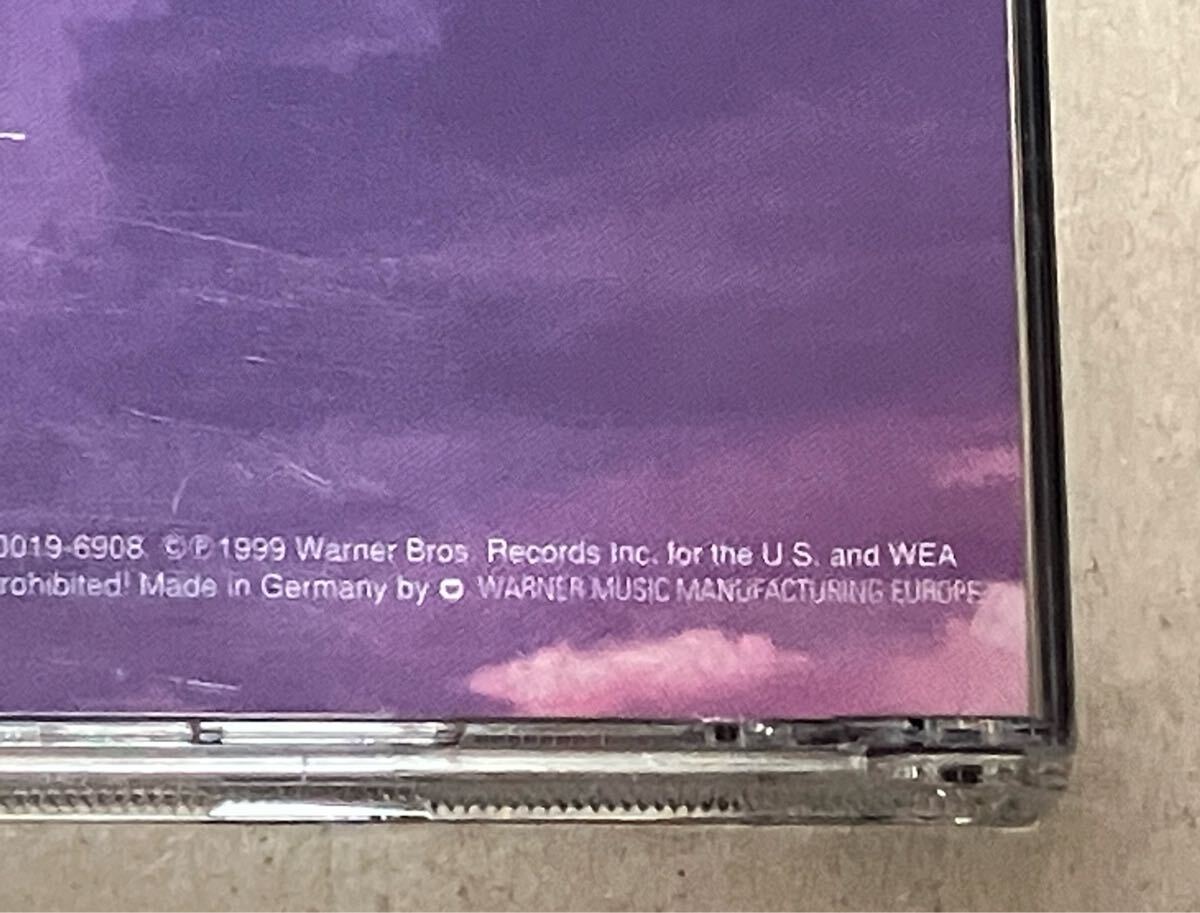 0019-6908 ©℗ 1999 Warner Bros. Records Inc. for the U.S. and WEA
rohibited! Made in Germany by WARNER MUSIC MANUFACTURING EUROPE